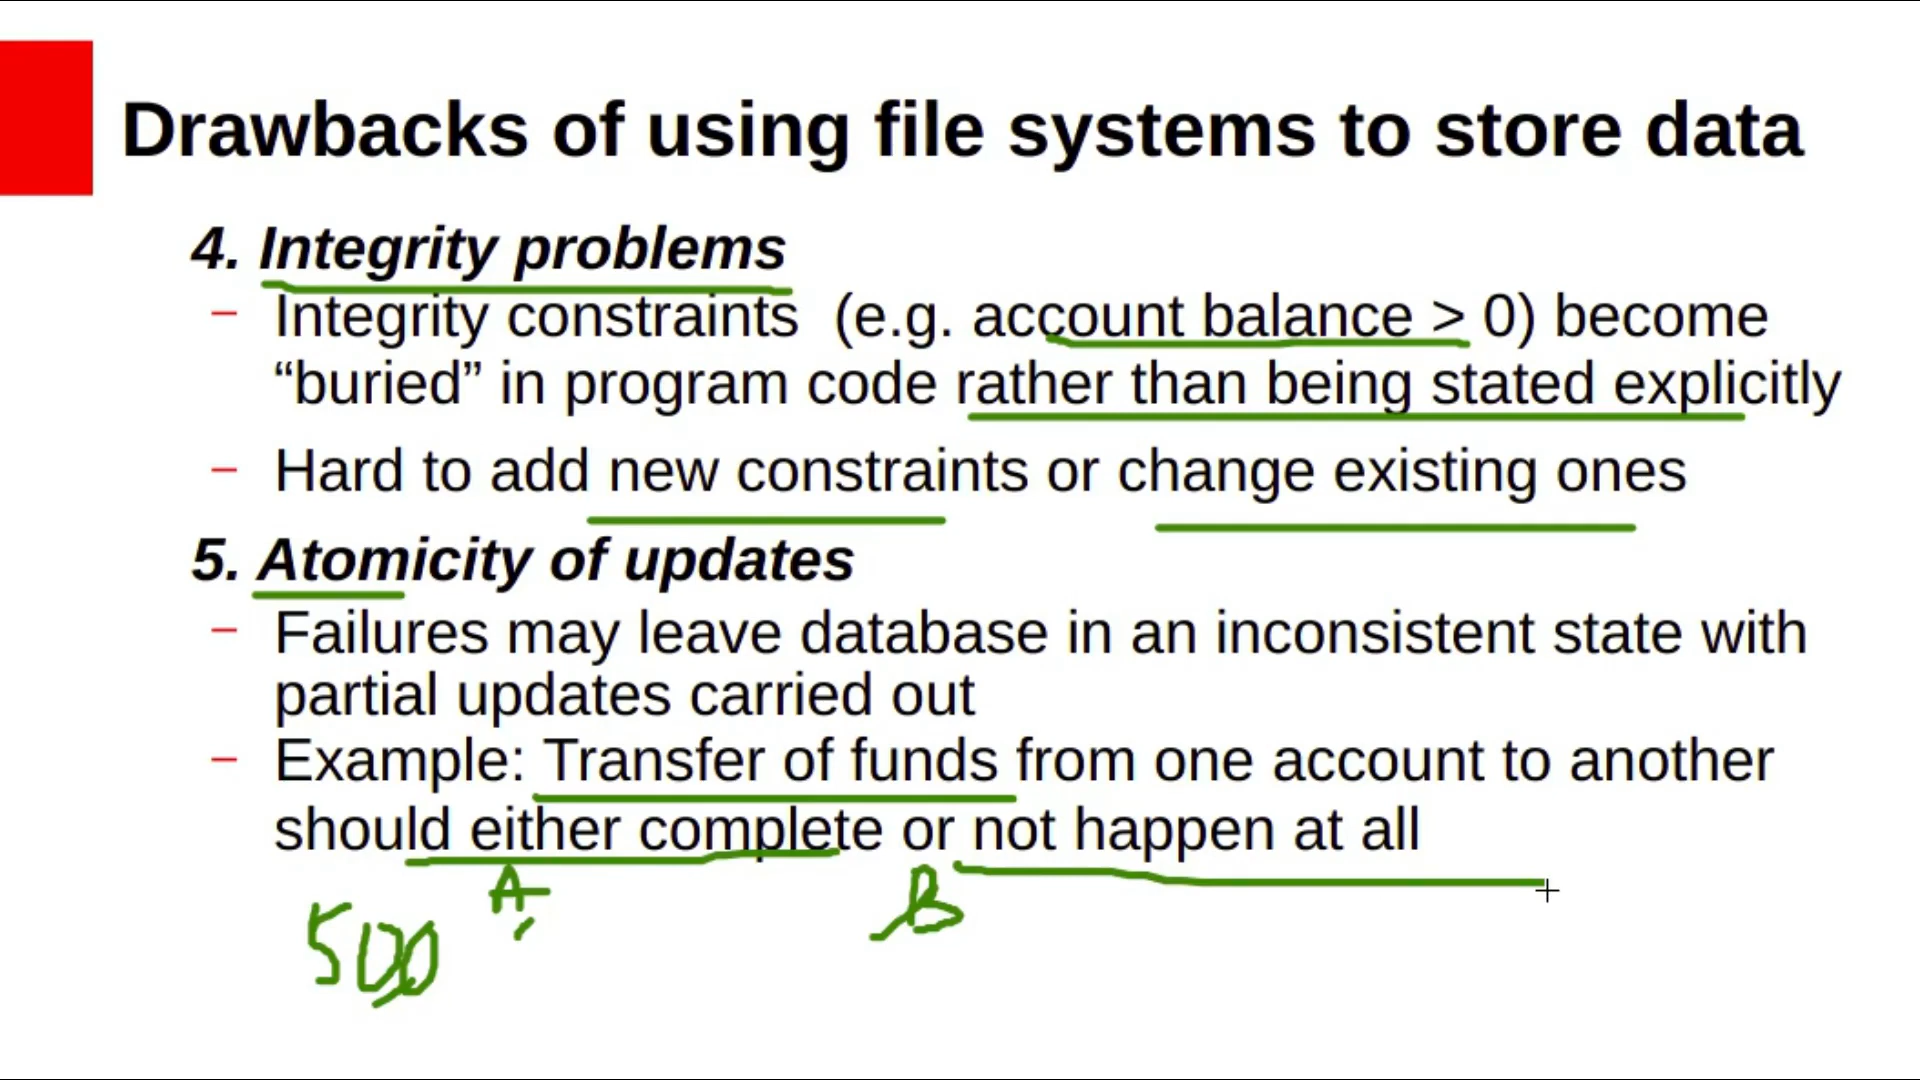 Drawbacks of using file systems to store data
4. Integrity problems
– Integrity constraints (e.g. account balance > 0) become
“buried” in program code rather than being stated explicitly
– Hard to add new constraints or change existing ones
5. Atomicity of updates
– Failures may leave database in an inconsistent state with
partial updates carried out
– Example: Transfer of funds from one account to another
should either complete or not happen at all
A B
500